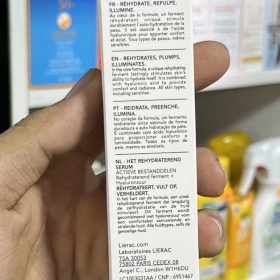 FR - RÉHYDRATE, REPULPE,
ILLUMINE.
Au cœur de la formule, un ferment
réhydratant unique stimule
durablement l'auto-hydratation de la
peau. Il est associé à de l'acide
hyaluronique pour apporter confort
et éclat. Tous types de peaux, même
sensibles.
EN - REHYDRATES, PLUMPS,
ILLUMINATES.
In the core formula, a unique rehydrating
ferment lastingly stimulates skin's
ability to hydrate itself. It is combined
with hyaluronic acid to provide
comfort and radiance. All skin types,
including sensitive.
PT - REIDRATA, PREENCHE,
ILUMINA.
No coração da fórmula, um fermento
reidratante único estimula de forma
duradoura a auto-hidratação da pele.
Está combinado com ácido hialurónico
para proporcionar conforto e
luminosidade. Todos os tipos de
pele, mesmo sensíveis.
NL - HET REHYDRATEREND
SERUM
ACTIEVE BESTANDDELEN
Rehydraterend ferment +
Hyaluronzuur
REHYDRATEERT, VULT OP,
VERHELDERT.
In het hart van de formule, een uniek
rehydraterend ferment dat langdurig
de zelfhydratatie van de huid
stimuleert. Dit ferment wordt
gecombineerd met hyaluronzuur voor
een comfortabel aanvoelende en
stralende huid. Alle huidtypen, zelfs
gevoelig.
Lierac.com
Laboratoires LIERAC
TSA 30053
75802 PARIS CEDEX 08
Angel C., London W1H6DU